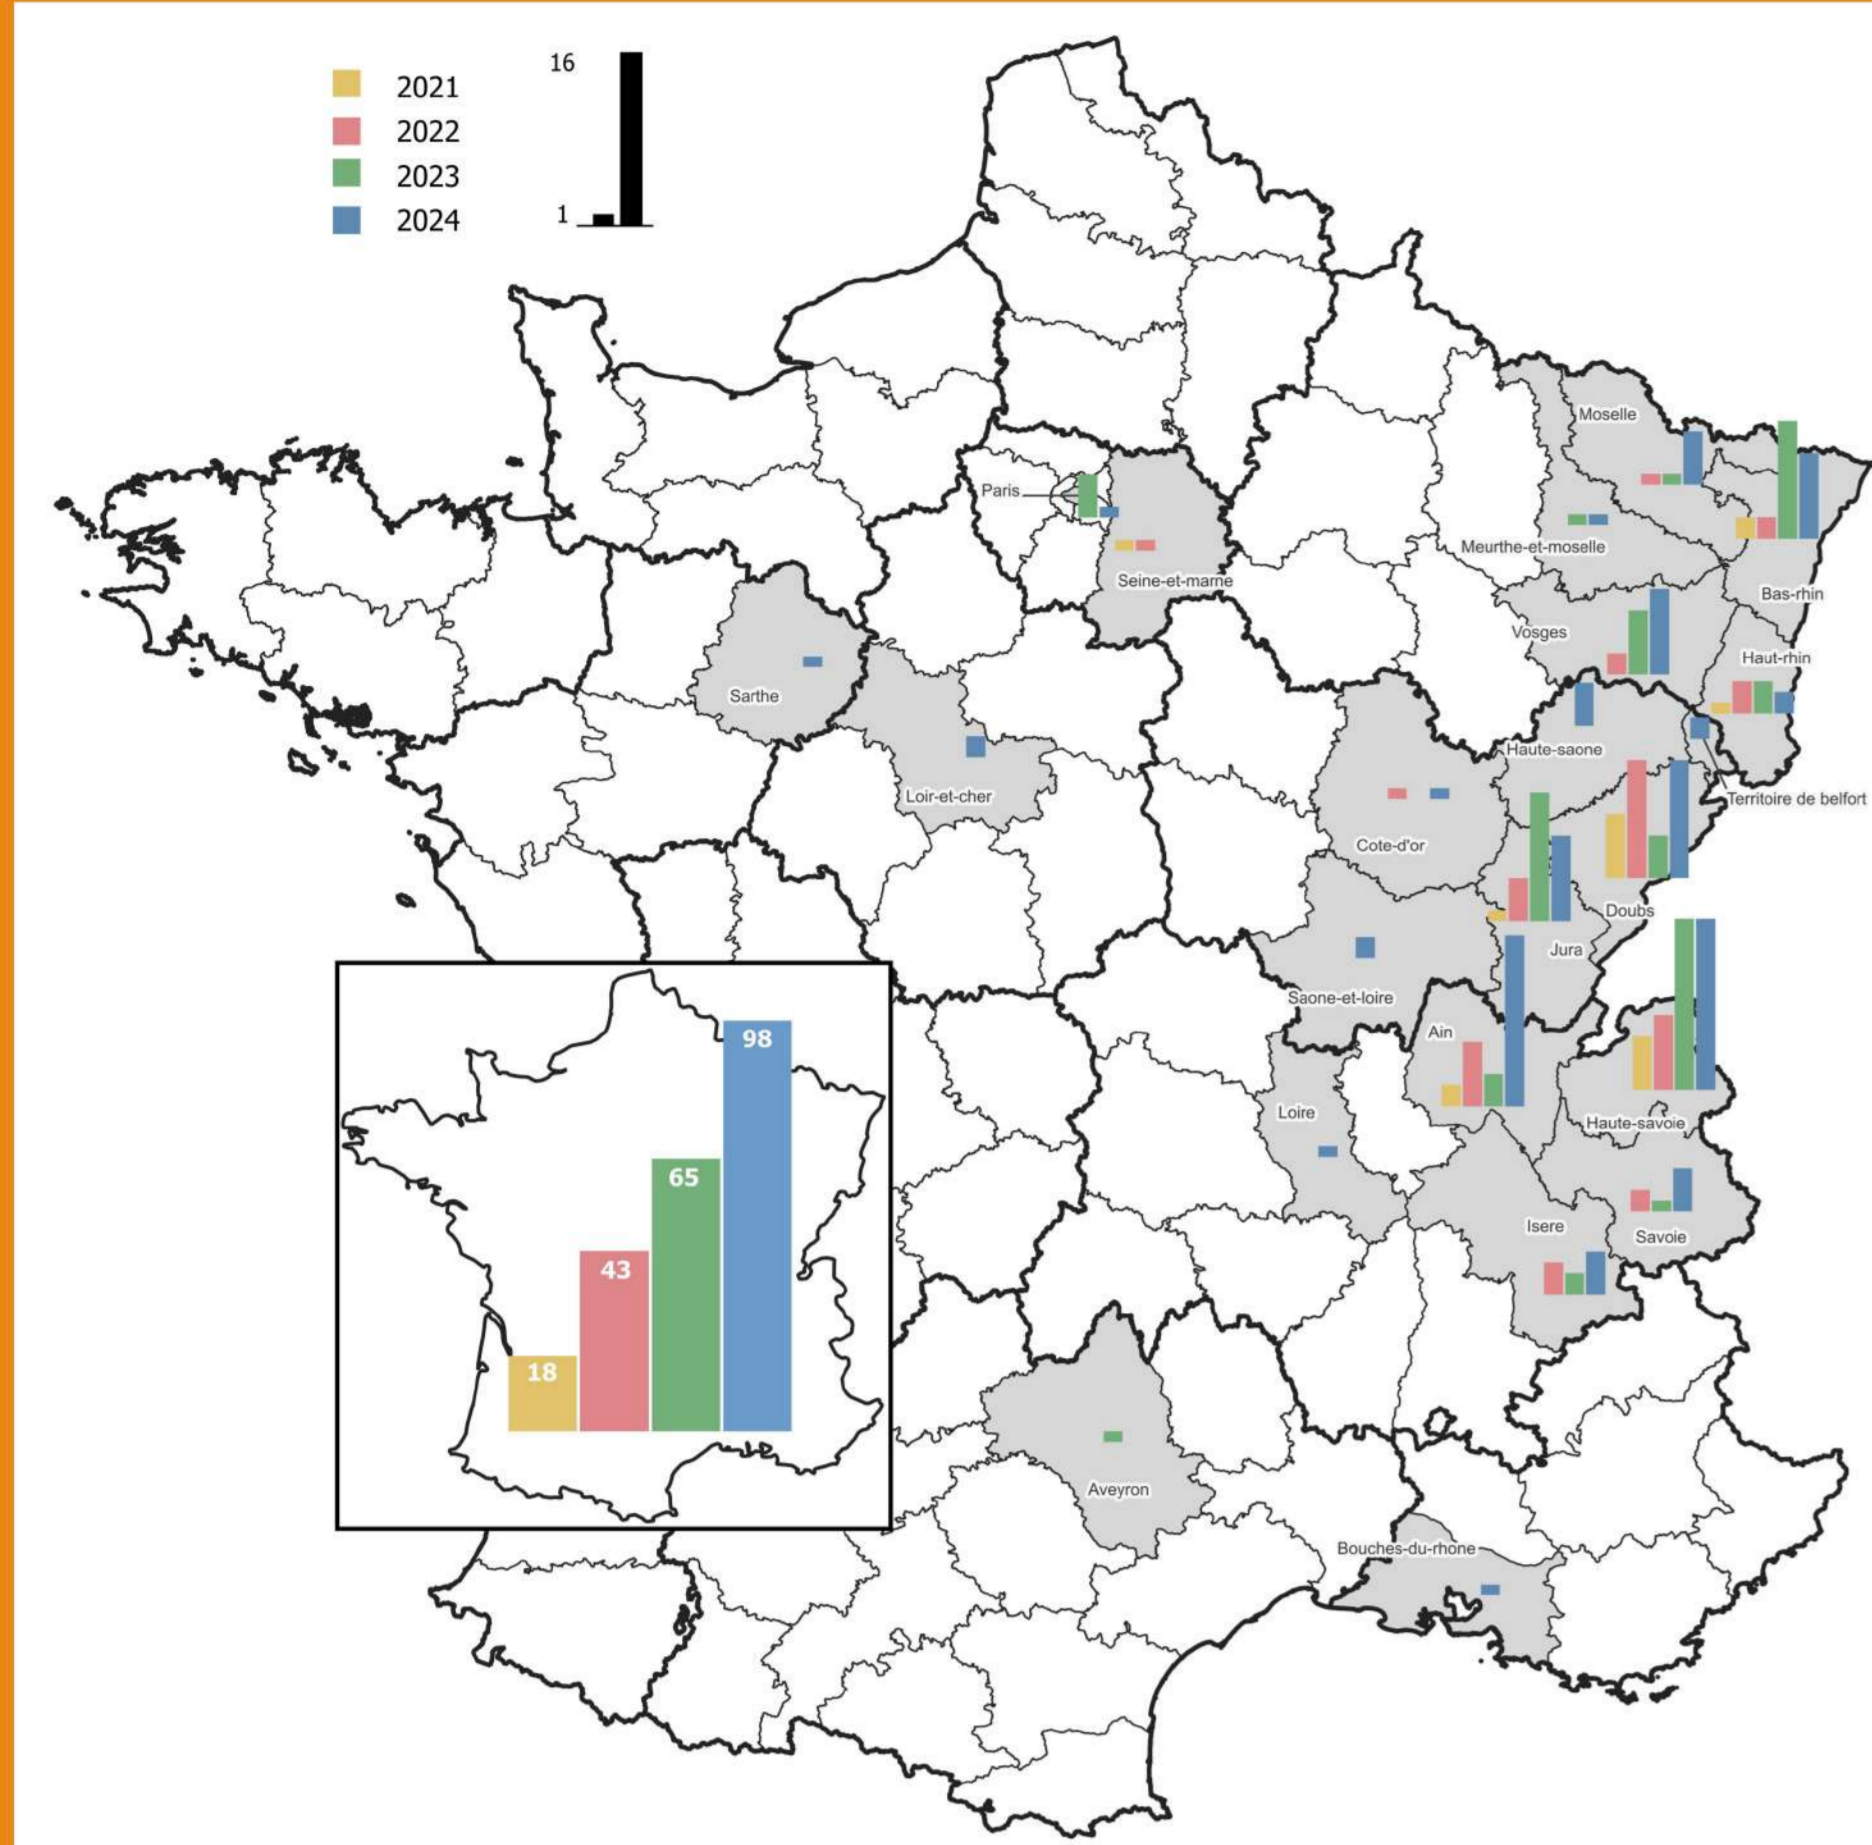 16
2021
2022
2023
1
2024
Moselle
Paris
Meurthe-et-moselle
Seine-et-marne
Bas-rhin
Vosges
Haut-rhin
Sarthe
Haute-saone
Loir-et-cher
Territoire de belfort
Cote-d'or
Doubs
Jura
Saone-et-loire
Ain
98
Loire
Haute-savoie
65
Isere
Savoie
43
18
Aveyron
Bouches-du-rhone